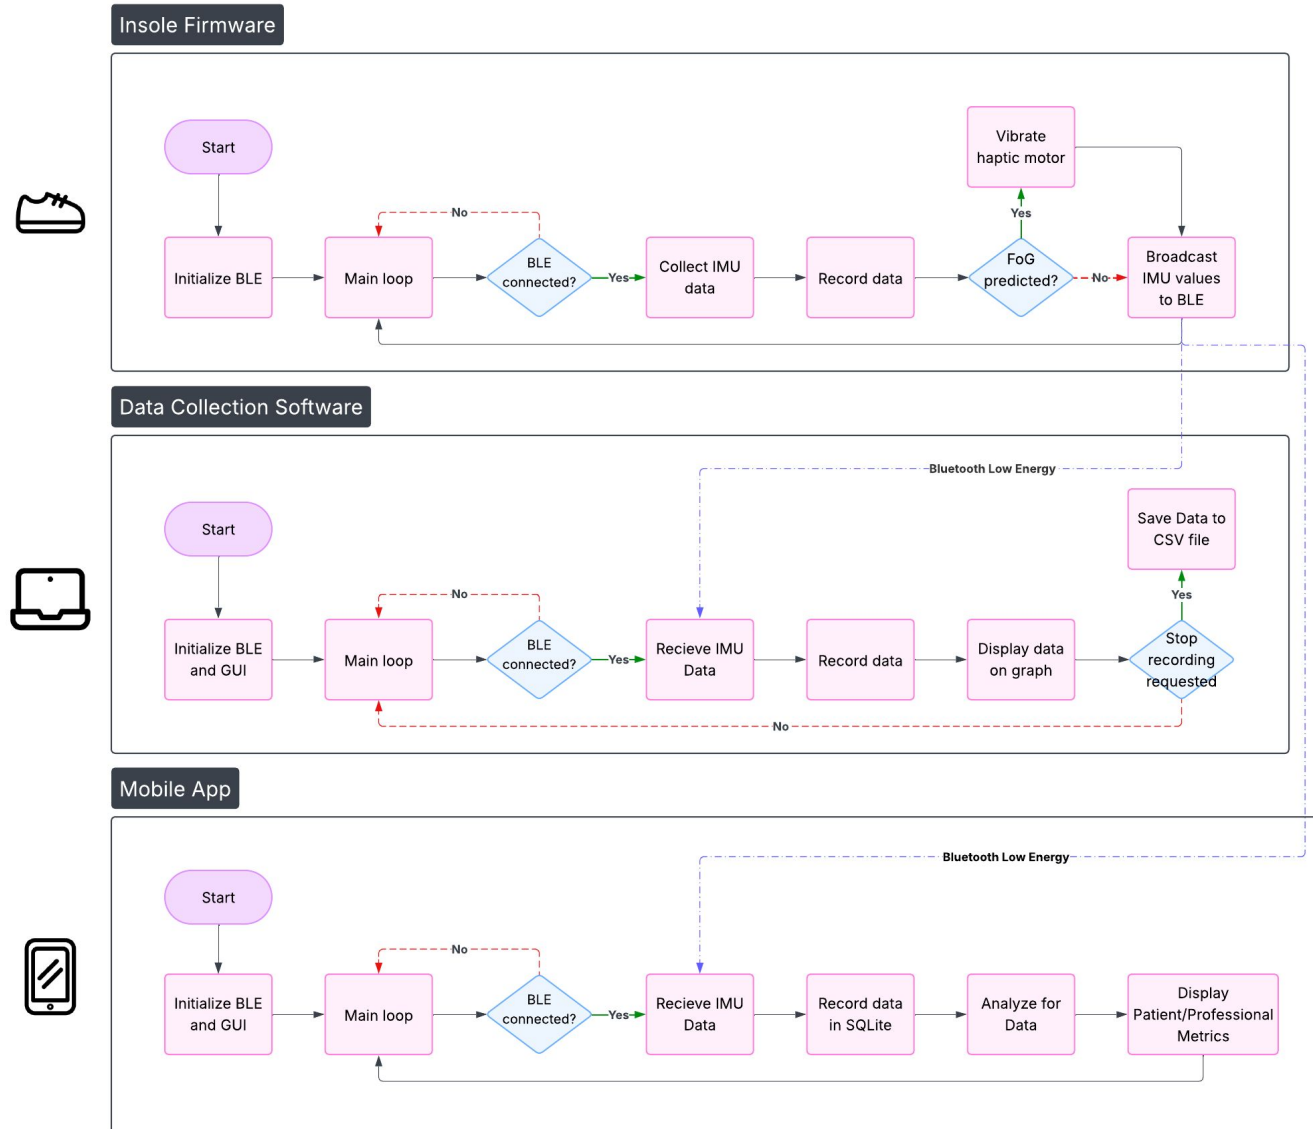 Insole Firmware
Start
Vibrate
haptic motor
No
Yes
Initialize BLE
Main loop
BLE
connected?
Yes
Collect IMU
data
Record data
FoG
predicted?
No
Broadcast
IMU values
to BLE
Data Collection Software
Bluetooth Low Energy
Start
Save Data to
CSV file
No
Yes
Initialize BLE
and GUI
Main loop
BLE
connected?
Yes
Recieve IMU
Data
Record data
Display data
on graph
Stop
recording
requested
No
Mobile App
Bluetooth Low Energy
Start
No
Initialize BLE
and GUI
Main loop
BLE
connected?
Yes
Recieve IMU
Data
Record data
in SQLite
Analyze for
Data
Display
Patient/Professional
Metrics